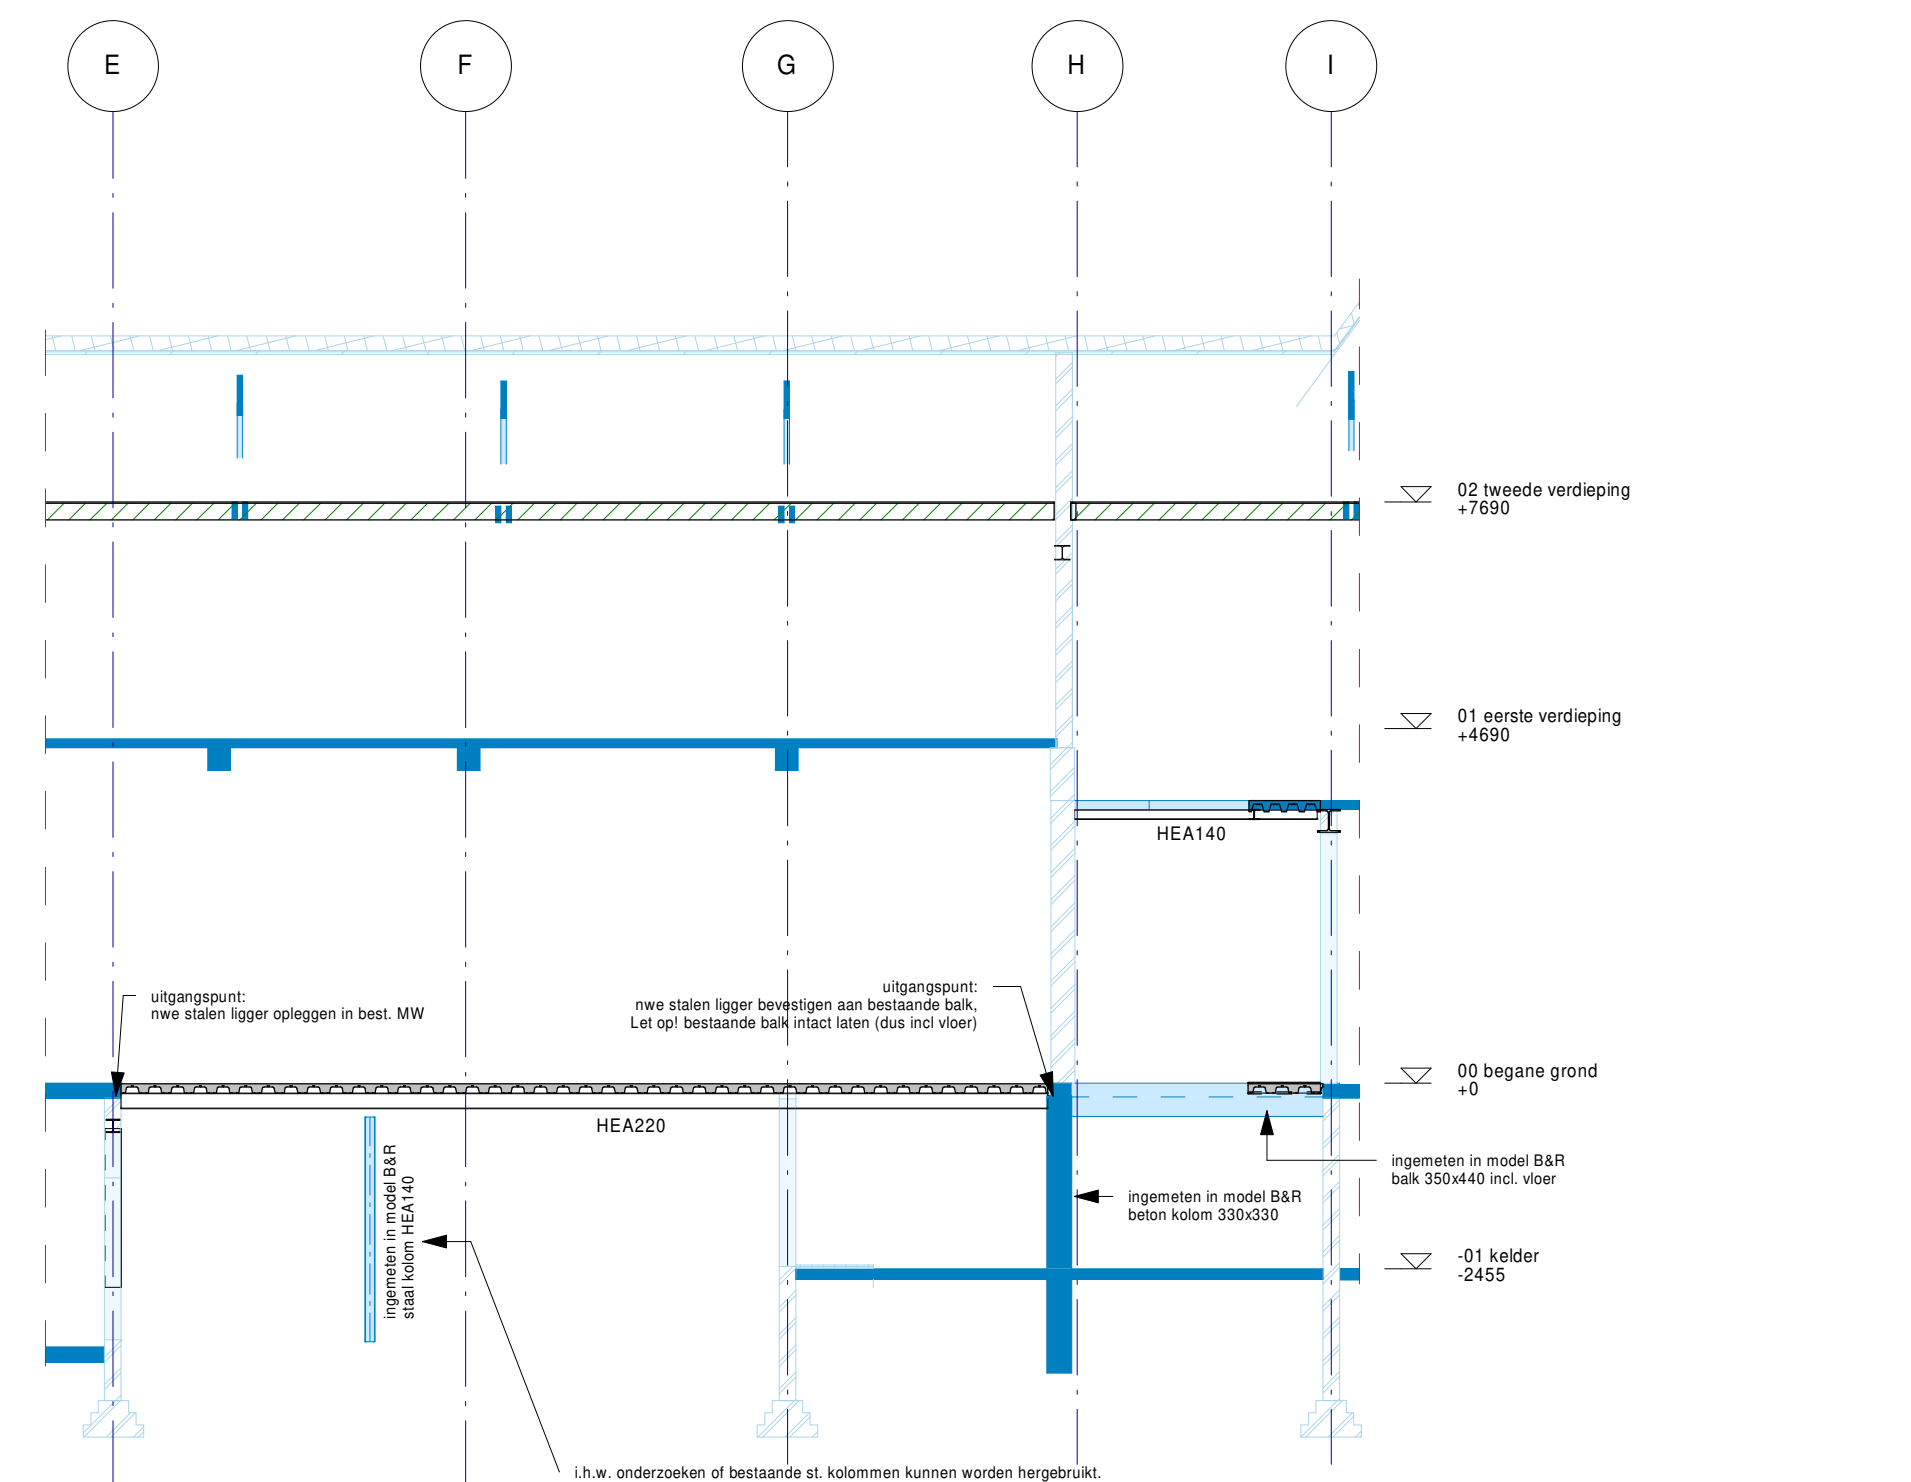 E
F
G
H
I
02 tweede verdieping
+7690
01 eerste verdieping
+4690
HEA140
uitgangspunt:
nwe stalen ligger opleggen in best. MW
uitgangspunt:
nwe stalen ligger bevestigen aan bestaande balk,
Let op! bestaande balk intact laten (dus incl vloer)
00 begane grond
+0
HEA220
ingemeten in model B&R
staal kolom HEA140
ingemeten in model B&R
balk 350x440 incl. vloer
ingemeten in model B&R
beton kolom 330x330
-01 kelder
-2455
i.h.w. onderzoeken of bestaande st. kolommen kunnen worden hergebruikt.